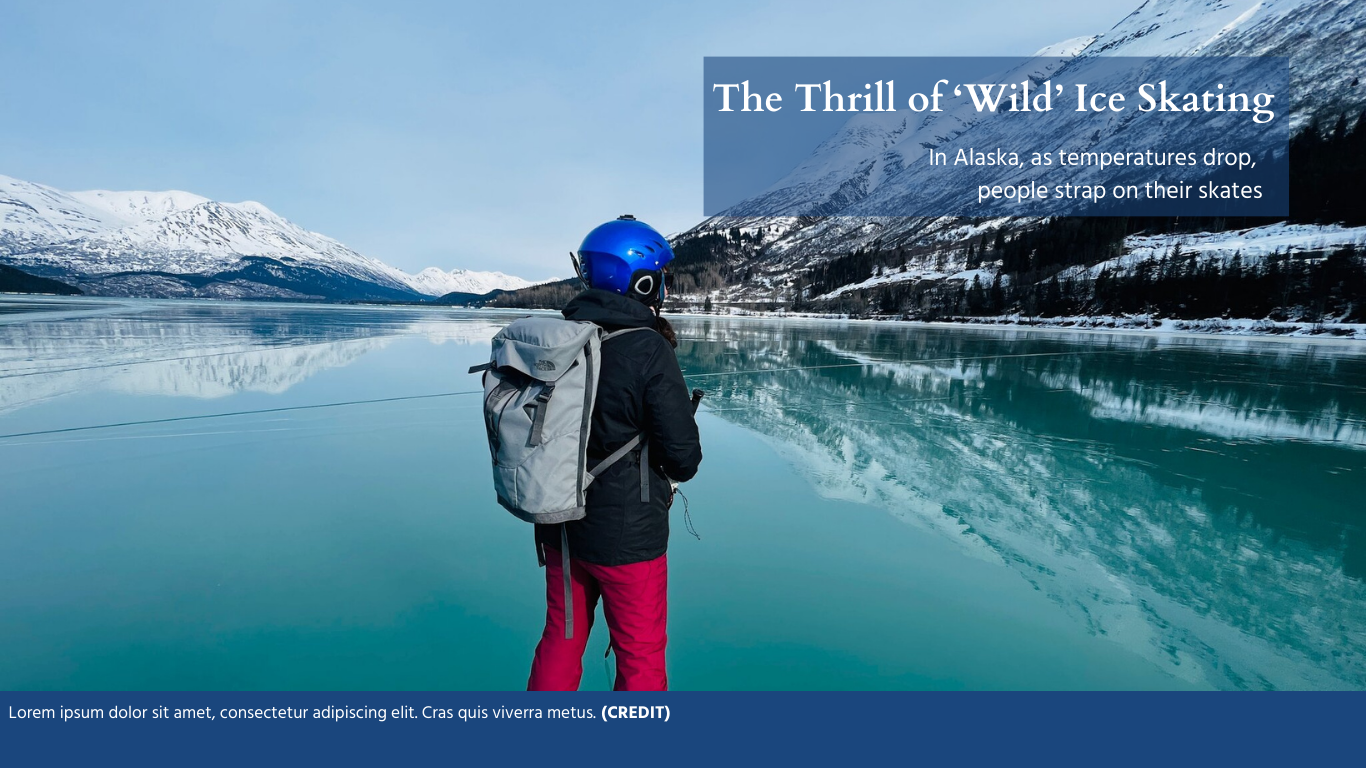 The Thrill of ‘Wild’ Ice Skating
In Alaska, as temperatures drop,
people strap on their skates
Lorem ipsum dolor sit amet, consectetur adipiscing elit. Cras quis viverra metus. (CREDIT)